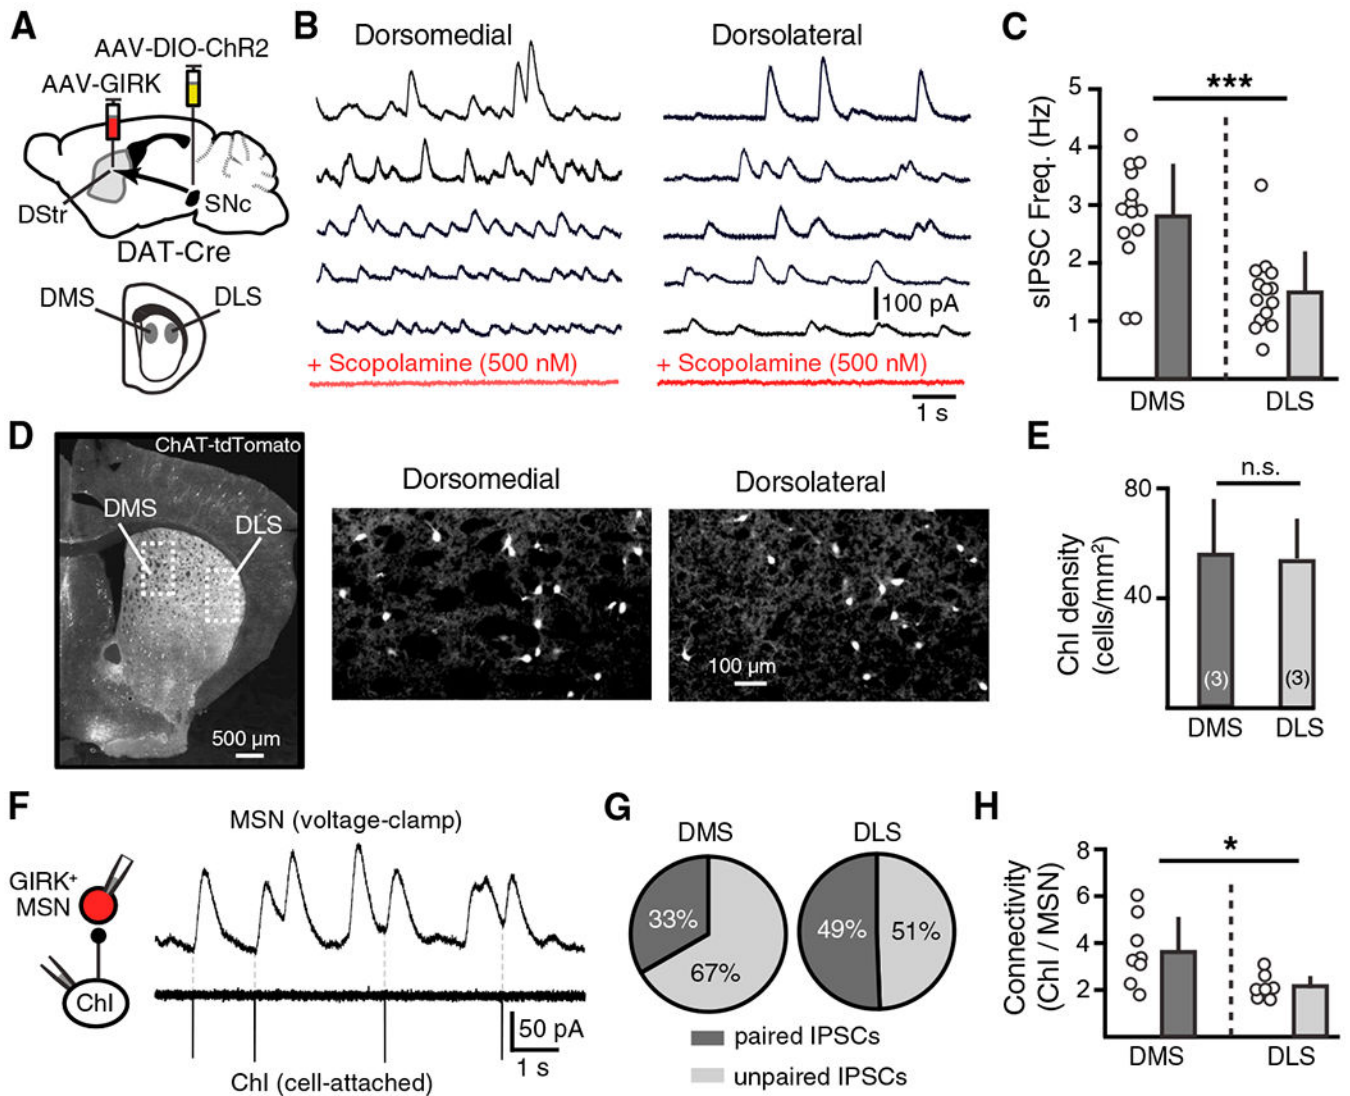 A
AAV-DIO-ChR2
AAV-GIRK
DStr
SNc
DAT-Cre
DMS
DLS
B
Dorsomedial
Dorsolateral
100 pA
+ Scopolamine (500 nM)
+ Scopolamine (500 nM)
1 s
C
***
sIPSC Freq. (Hz)
5
4
3
2
1
DMS
DLS
D
ChAT-tdTomato
DMS
DLS
500 µm
Dorsomedial
Dorsolateral
100 µm
E
n.s.
ChI density
(cells/mm²)
80
40
(3)
(3)
DMS
DLS
F
MSN (voltage-clamp)
GIRK⁺
MSN
ChI
50 pA
1 s
ChI (cell-attached)
G
DMS
DLS
33%
67%
49%
51%
paired IPSCs
unpaired IPSCs
H
*
Connectivity
(ChI / MSN)
8
6
4
2
DMS
DLS